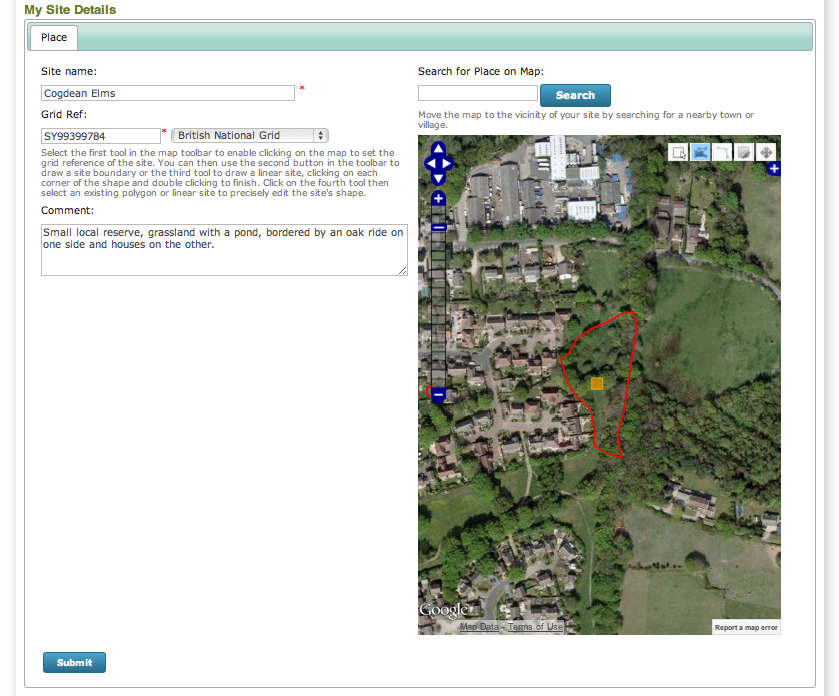 My Site Details
Place
Site name:
Cogdean Elms *
Grid Ref:
SY99399784 * British National Grid
Select the first tool in the map toolbar to enable clicking on the map to set the
grid reference of the site. You can then use the second button in the toolbar to
draw a site boundary or the third tool to draw a linear site, clicking on each
corner of the shape and double clicking to finish. Click on the fourth tool then
select an existing polygon or linear site to precisely edit the site's shape.
Comment:
Small local reserve, grassland with a pond, bordered by an oak ride on
one side and houses on the other.
Search for Place on Map:
Search
Move the map to the vicinity of your site by searching for a nearby town or
village.
Google
Map Data - Terms of Use
Report a map error
Submit